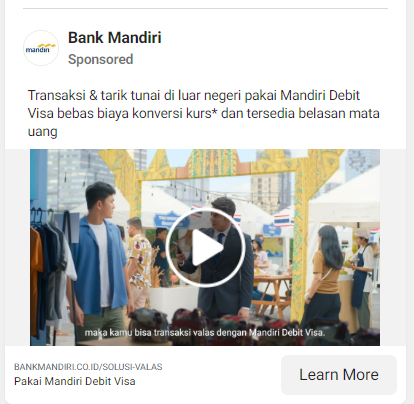 mandiri
Bank Mandiri
Sponsored
Transaksi & tarik tunai di luar negeri pakai Mandiri Debit
Visa bebas biaya konversi kurs* dan tersedia belasan mata
uang
maka kamu bisa transaksi valas dengan Mandiri Debit Visa.
BANKMANDIRI.CO.ID/SOLUSI-VALAS
Pakai Mandiri Debit Visa
Learn More